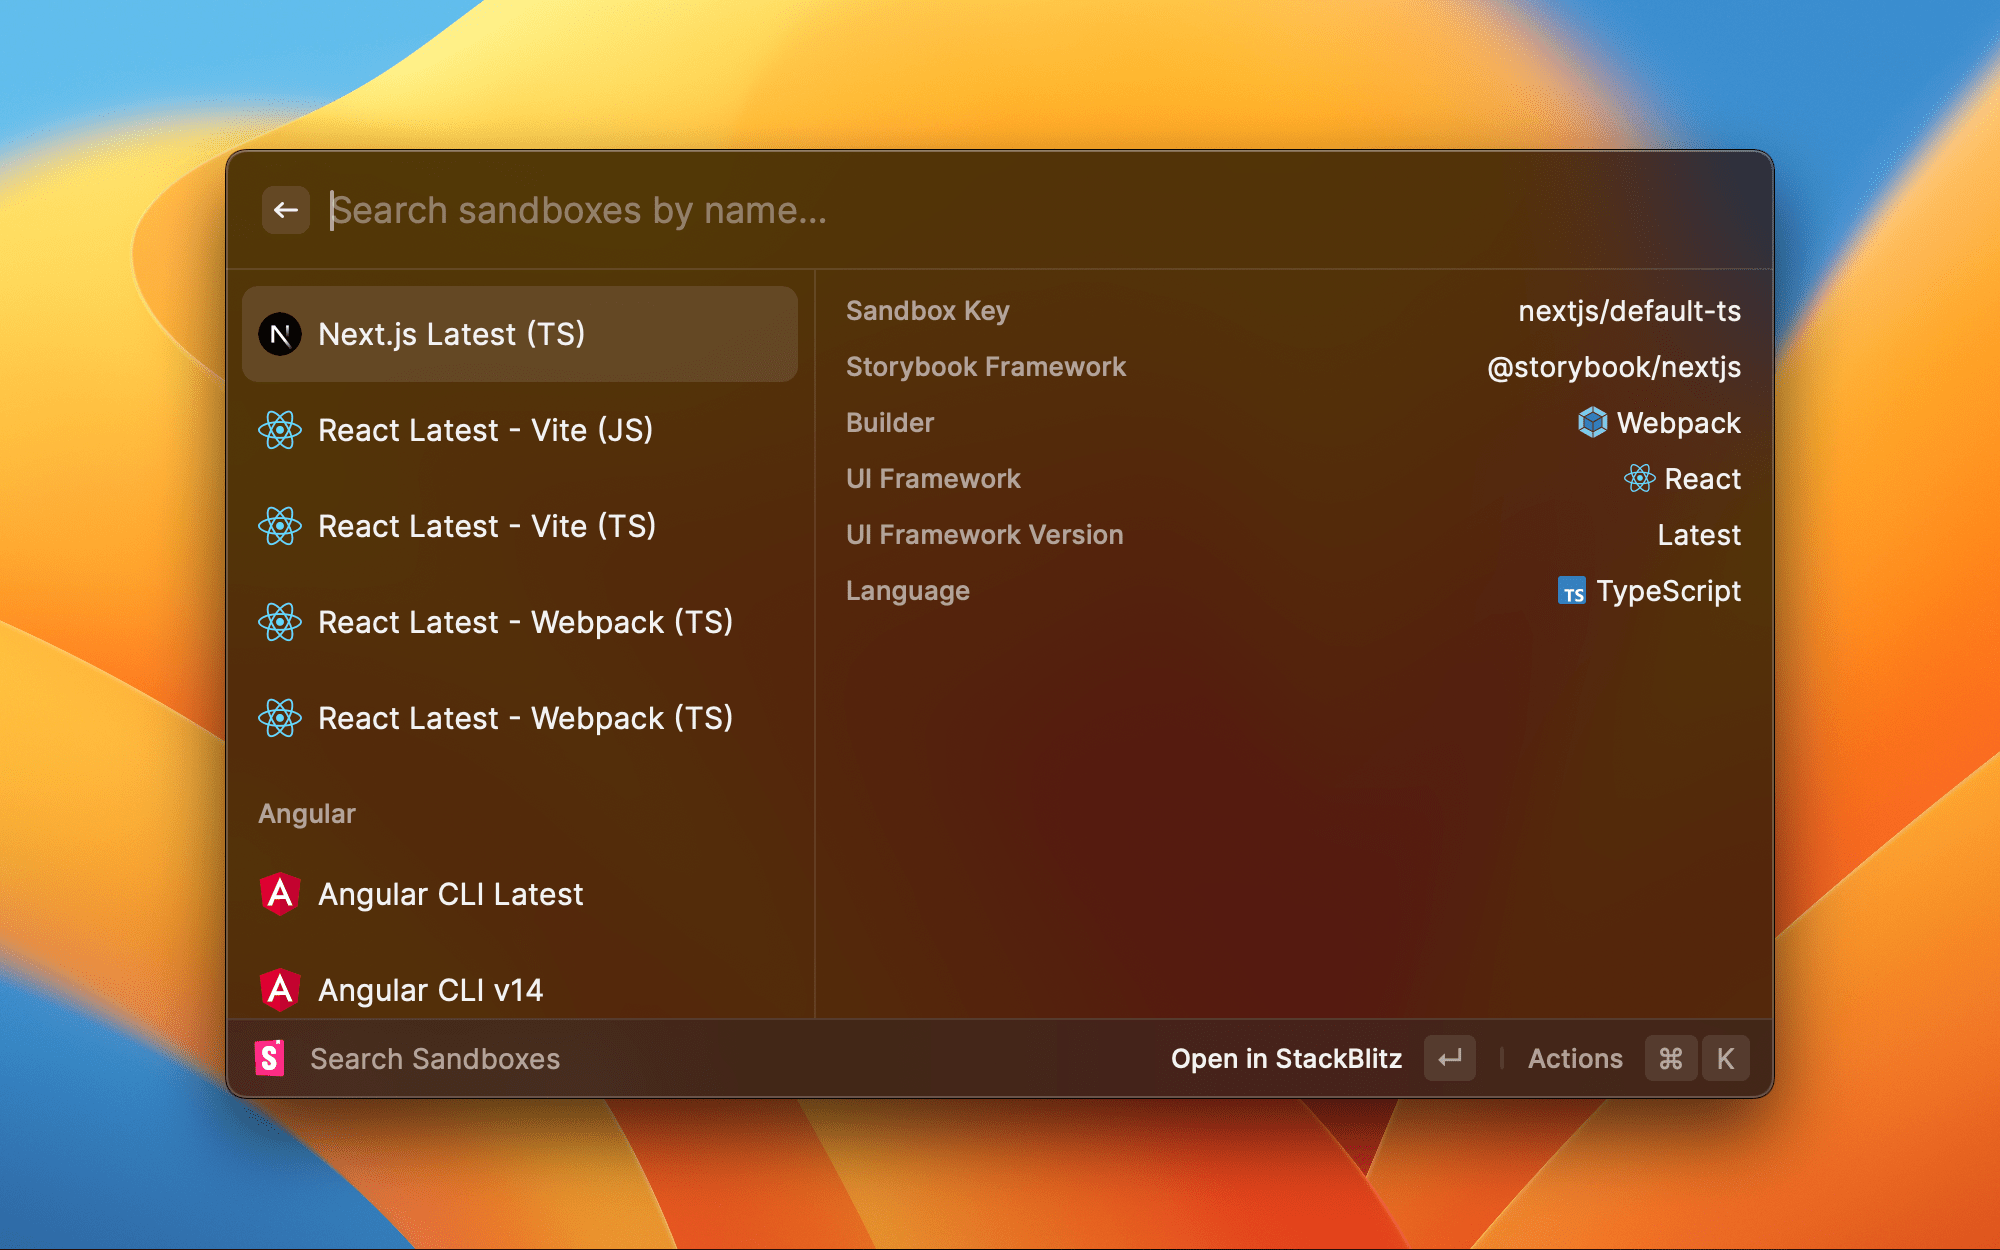 Search sandboxes by name...
Next.js Latest (TS)
React Latest - Vite (JS)
React Latest - Vite (TS)
React Latest - Webpack (TS)
React Latest - Webpack (TS)
Angular
Angular CLI Latest
Angular CLI v14
Sandbox Key nextjs/default-ts
Storybook Framework @storybook/nextjs
Builder Webpack
UI Framework React
UI Framework Version Latest
Language TS TypeScript
S Search Sandboxes
Open in StackBlitz ↵ Actions ⌘ K